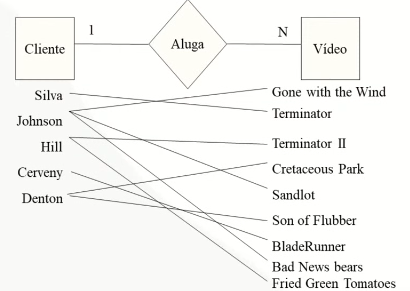 1
N
Cliente
Aluga
Vídeo
Silva
Johnson
Hill
Cerveny
Denton
Gone with the Wind
Terminator
Terminator II
Cretaceous Park
Sandlot
Son of Flubber
BladeRunner
Bad News bears
Fried Green Tomatoes